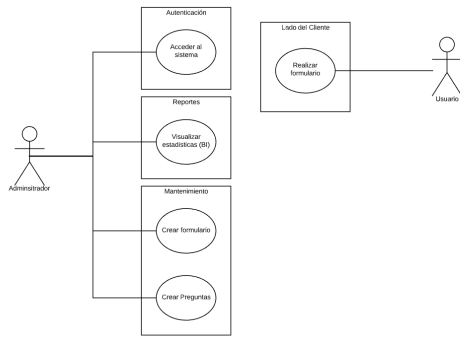 Autenticación
Acceder al
sistema
Lado del Cliente
Realizar
formulario
Usuario
Reportes
Visualizar
estadísticas (BI)
Adminsitrador
Mantenimiento
Crear formulario
Crear Preguntas